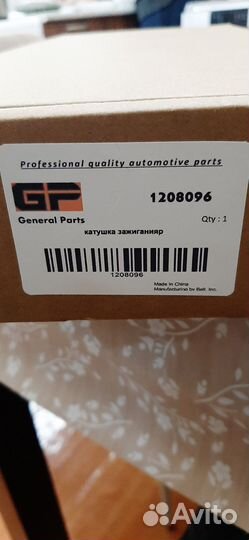 Professional quality automotive parts
GP
1208096
General Parts
Qty : 1
катушка зажиганияр
1208096
Made in China
Manufacturing by Bell. Inc.
Avito